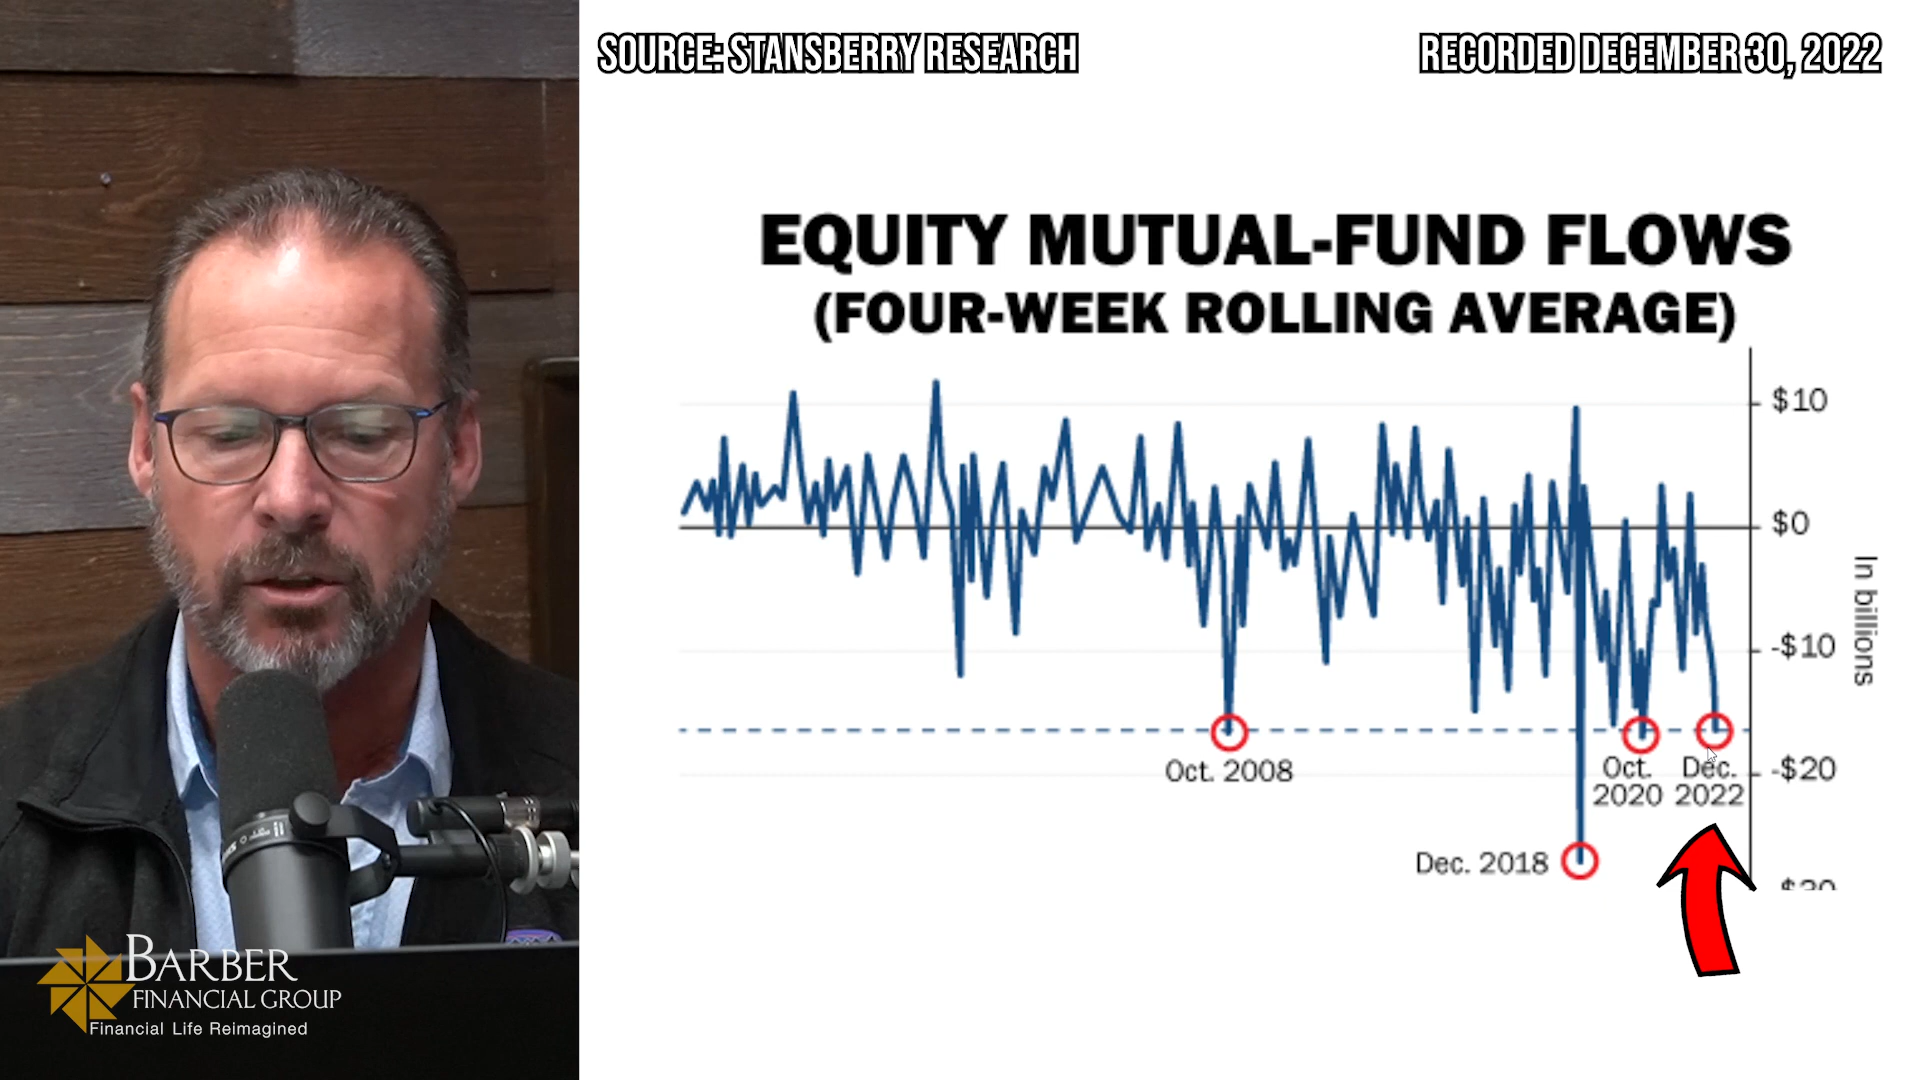 SOURCE: STANSBERRY RESEARCH
RECORDED DECEMBER 30, 2022
EQUITY MUTUAL-FUND FLOWS
(FOUR-WEEK ROLLING AVERAGE)
$10
$0
-$10
-$20
In billions
Oct. 2008
Oct.
2020
Dec.
2022
Dec. 2018
BARBER
FINANCIAL GROUP
Financial Life Reimagined